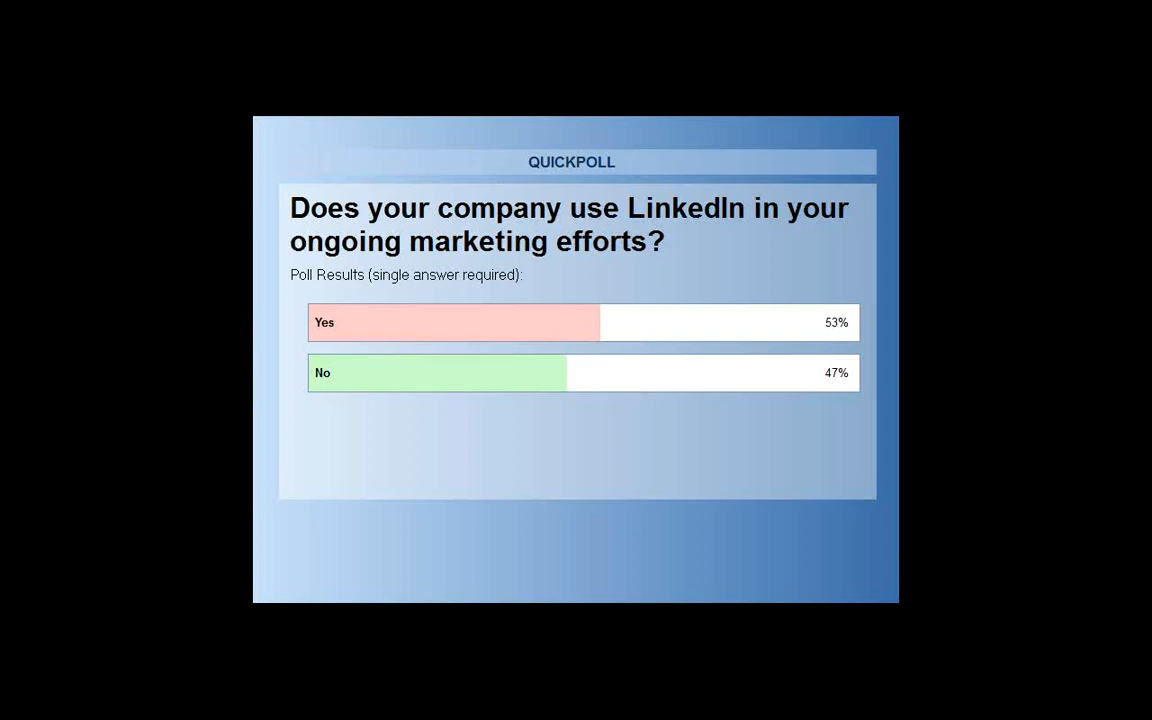 QUICKPOLL
Does your company use LinkedIn in your
ongoing marketing efforts?
Poll Results (single answer required):
Yes 53%
No 47%